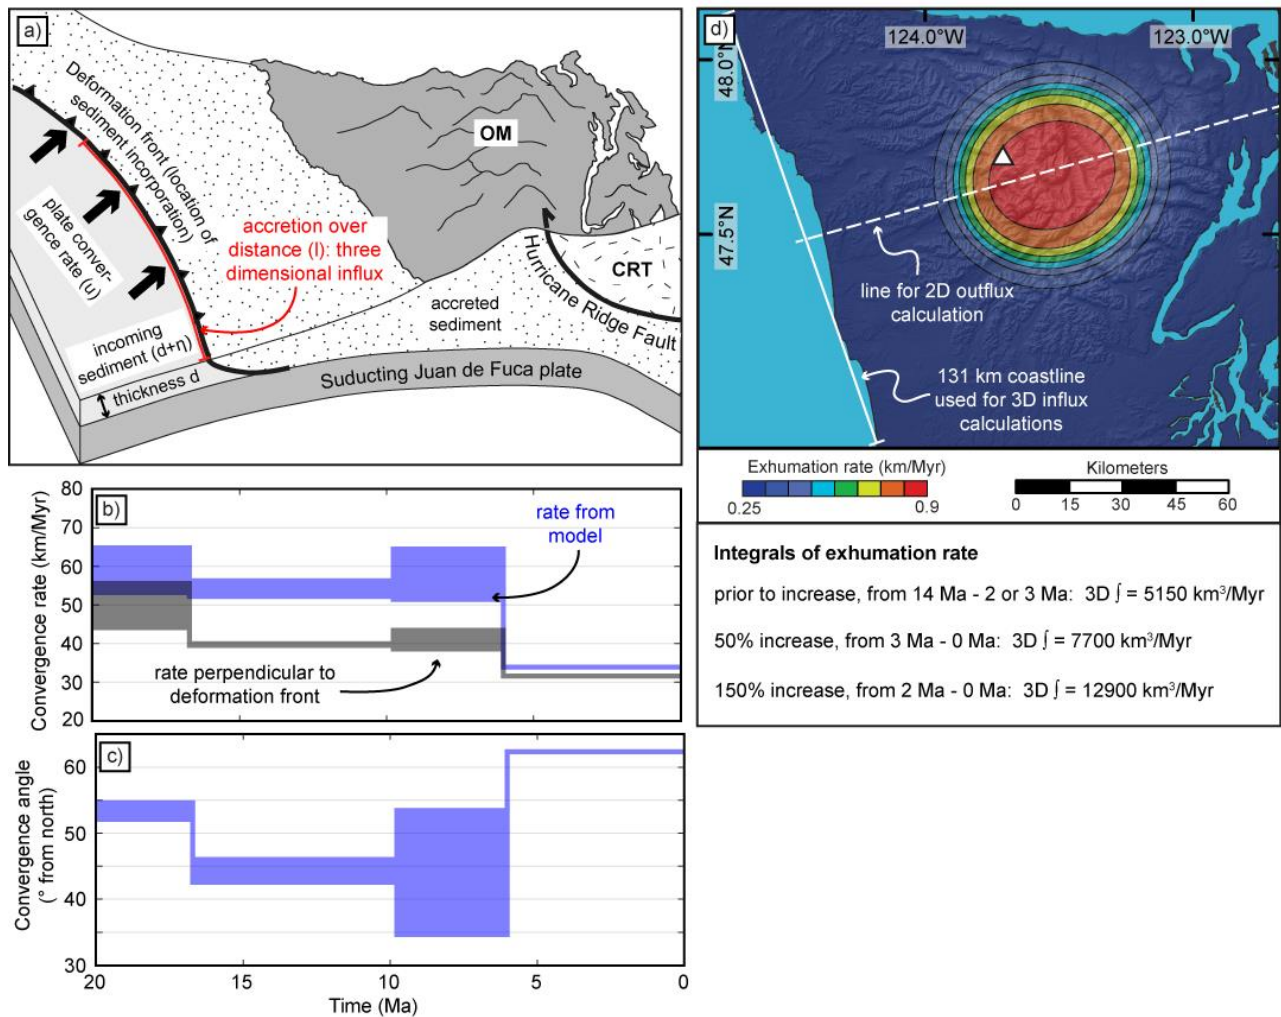 a)
Deformation front (location of
sediment incorporation)
plate conver-
gence rate (u)
incoming
sediment (d+η)
thickness d
accretion over
distance (l): three
dimensional influx
OM
CRT
Hurricane Ridge Fault
accreted
sediment
Suducting Juan de Fuca plate
b)
Convergence rate (km/Myr)
80
70
60
50
40
30
20
rate from
model
rate perpendicular to
deformation front
15
10
5
0
c)
Convergence angle
(° from north)
60
50
40
30
20
15
10
5
0
Time (Ma)
d)
124.0°W
123.0°W
48.0°N
47.5°N
line for 2D outflux
calculation
131 km coastline
used for 3D influx
calculations
Exhumation rate (km/Myr)
0.25
0.9
Kilometers
0 15 30 45 60
Integrals of exhumation rate
prior to increase, from 14 Ma - 2 or 3 Ma: 3D ∫ = 5150 km³/Myr
50% increase, from 3 Ma - 0 Ma: 3D ∫ = 7700 km³/Myr
150% increase, from 2 Ma - 0 Ma: 3D ∫ = 12900 km³/Myr